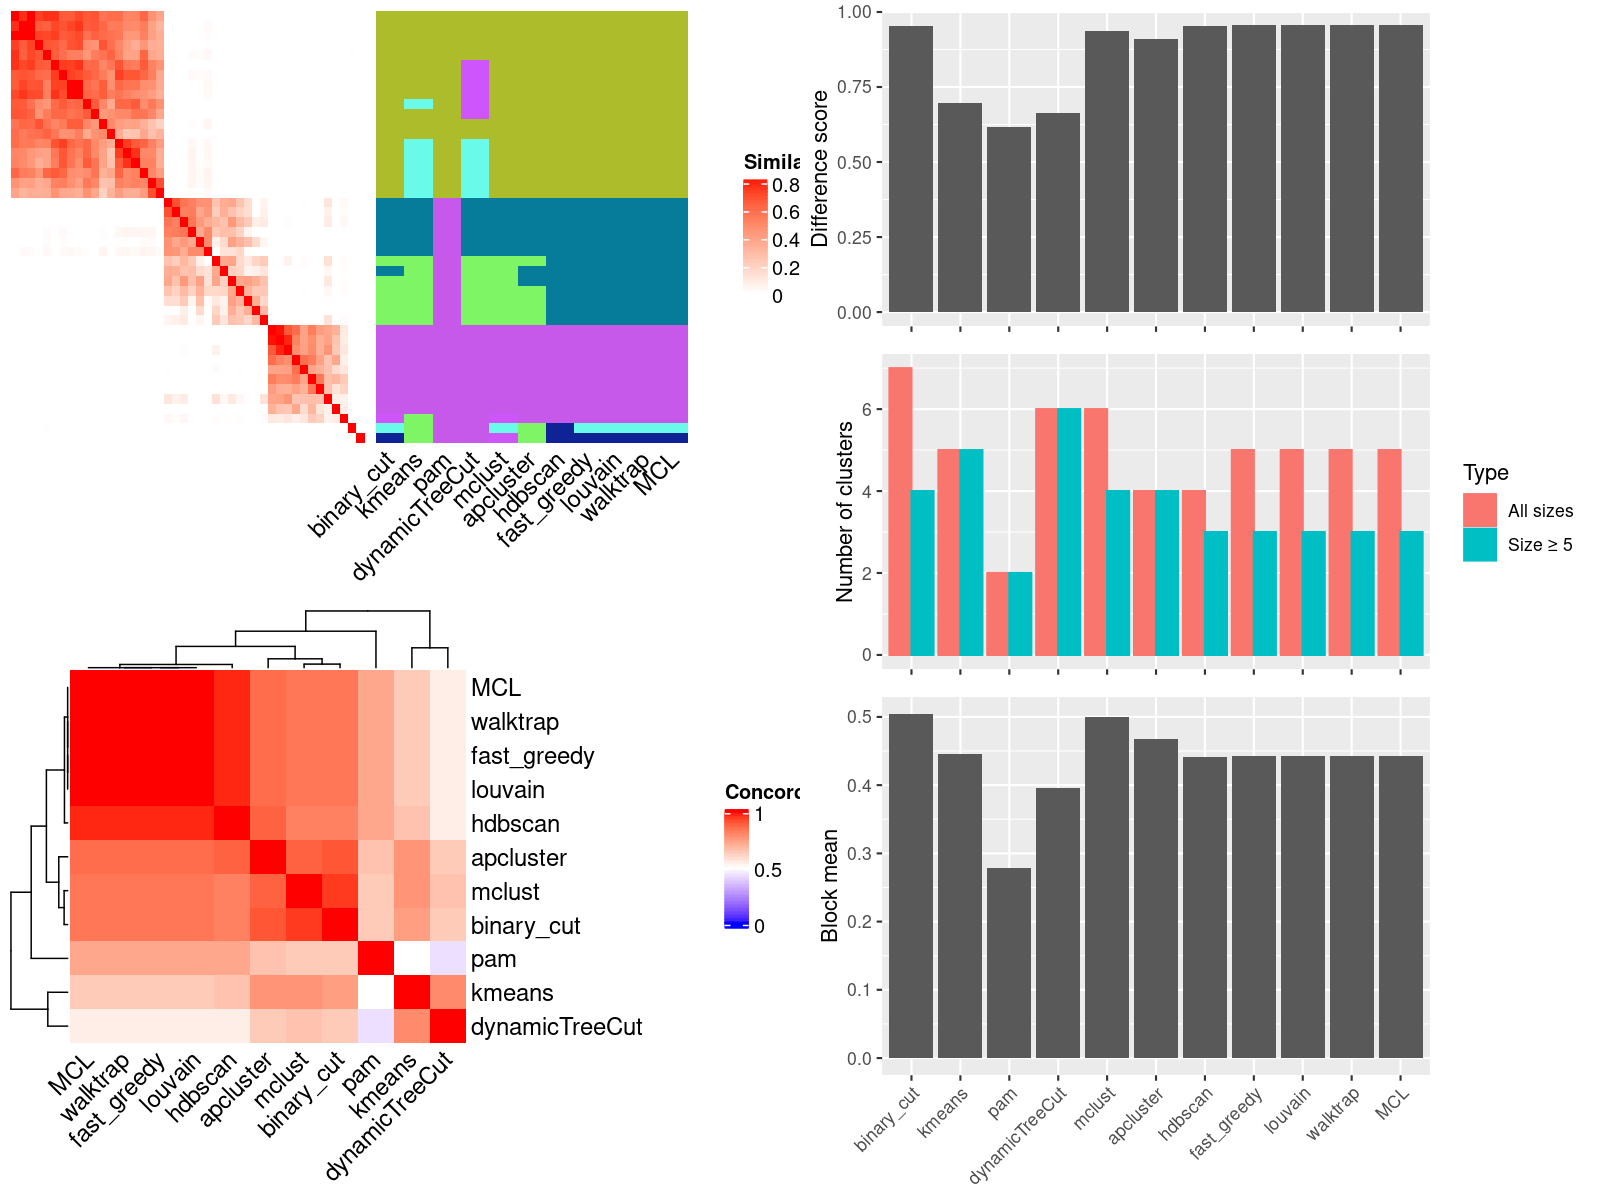 Simila
0.8
0.6
0.4
0.2
0
binary_cut
kmeans
pam
dynamicTreeCut
mclust
apcluster
hdbscan
fast_greedy
louvain
walktrap
MCL
MCL
walktrap
fast_greedy
louvain
hdbscan
apcluster
mclust
binary_cut
pam
kmeans
dynamicTreeCut
MCL
walktrap
fast_greedy
louvain
hdbscan
apcluster
mclust
binary_cut
pam
kmeans
dynamicTreeCut
Concord
1
0.5
0
Difference score
1.00
0.75
0.50
0.25
0.00
Number of clusters
6
4
2
0
Type
All sizes
Size ≥ 5
Block mean
0.5
0.4
0.3
0.2
0.1
0.0
binary_cut
kmeans
pam
dynamicTreeCut
mclust
apcluster
hdbscan
fast_greedy
louvain
walktrap
MCL